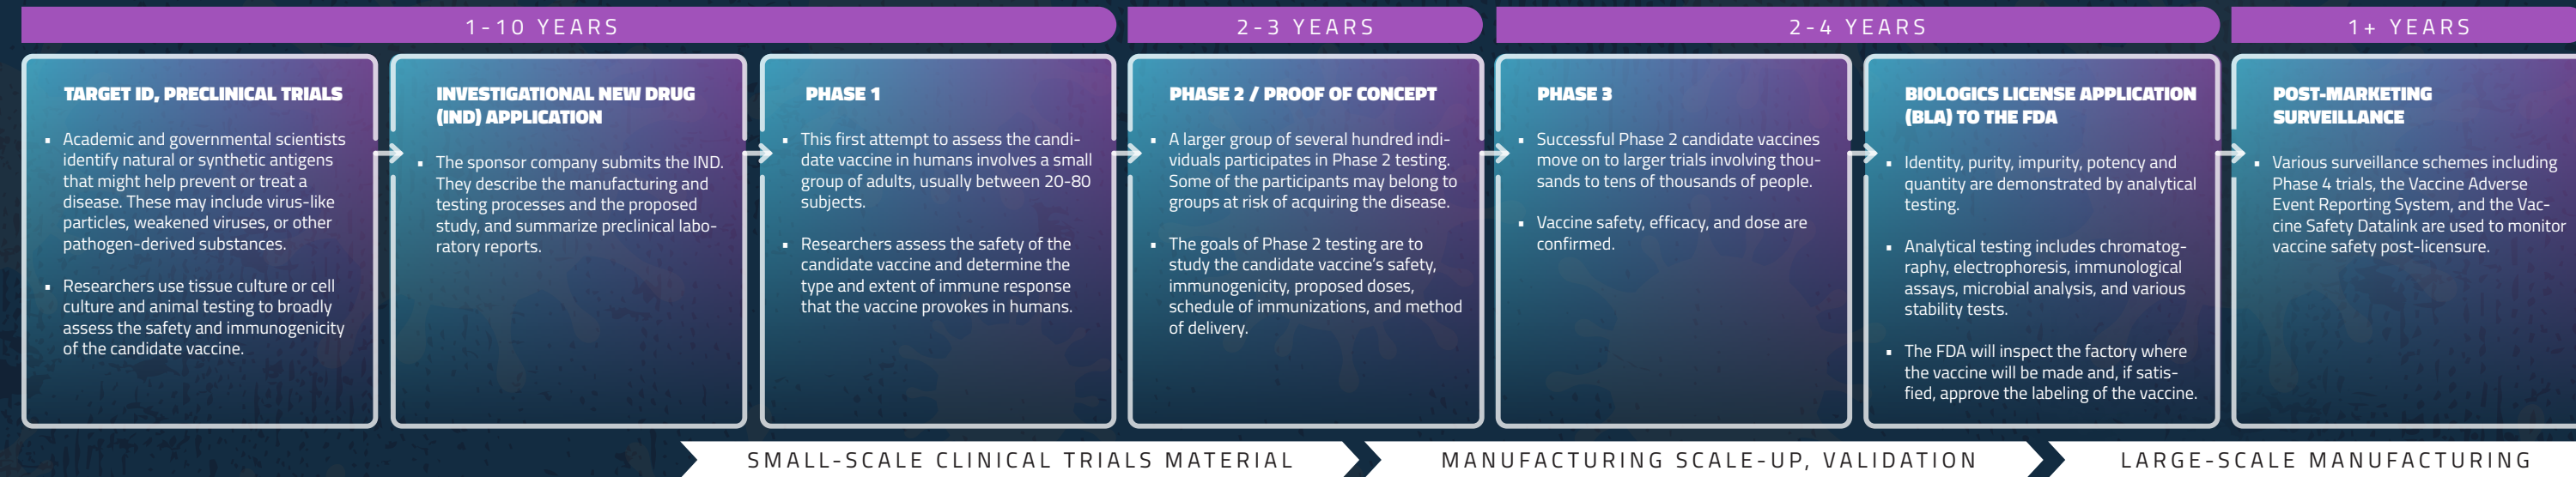 1-10 YEARS
2-3 YEARS
2-4 YEARS
1+ YEARS
TARGET ID, PRECLINICAL TRIALS
▪ Academic and governmental scientists
identify natural or synthetic antigens
that might help prevent or treat a
disease. These may include virus-like
particles, weakened viruses, or other
pathogen-derived substances.
▪ Researchers use tissue culture or cell
culture and animal testing to broadly
assess the safety and immunogenicity
of the candidate vaccine.
INVESTIGATIONAL NEW DRUG
(IND) APPLICATION
▪ The sponsor company submits the IND.
They describe the manufacturing and
testing processes and the proposed
study, and summarize preclinical labo-
ratory reports.
PHASE 1
▪ This first attempt to assess the candi-
date vaccine in humans involves a small
group of adults, usually between 20-80
subjects.
▪ Researchers assess the safety of the
candidate vaccine and determine the
type and extent of immune response
that the vaccine provokes in humans.
PHASE 2 / PROOF OF CONCEPT
▪ A larger group of several hundred indi-
viduals participates in Phase 2 testing.
Some of the participants may belong to
groups at risk of acquiring the disease.
▪ The goals of Phase 2 testing are to
study the candidate vaccine’s safety,
immunogenicity, proposed doses,
schedule of immunizations, and method
of delivery.
PHASE 3
▪ Successful Phase 2 candidate vaccines
move on to larger trials involving thou-
sands to tens of thousands of people.
▪ Vaccine safety, efficacy, and dose are
confirmed.
BIOLOGICS LICENSE APPLICATION
(BLA) TO THE FDA
▪ Identity, purity, impurity, potency and
quantity are demonstrated by analytical
testing.
▪ Analytical testing includes chromatog-
raphy, electrophoresis, immunological
assays, microbial analysis, and various
stability tests.
▪ The FDA will inspect the factory where
the vaccine will be made and, if satis-
fied, approve the labeling of the vaccine.
POST-MARKETING
SURVEILLANCE
▪ Various surveillance schemes including
Phase 4 trials, the Vaccine Adverse
Event Reporting System, and the Vac-
cine Safety Datalink are used to monitor
vaccine safety post-licensure.
SMALL-SCALE CLINICAL TRIALS MATERIAL
MANUFACTURING SCALE-UP, VALIDATION
LARGE-SCALE MANUFACTURING